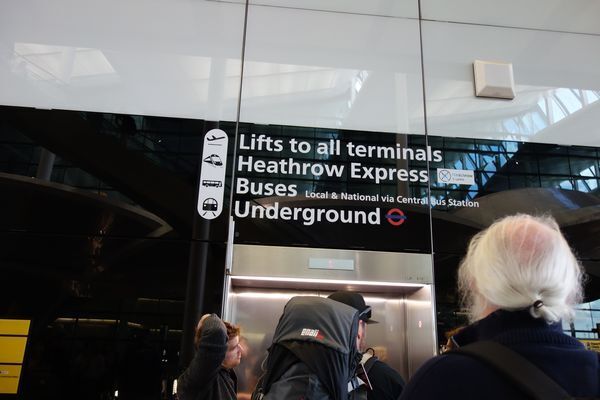 Lifts to all terminals
Heathrow Express
Buses Local & National via Central Bus Station
Underground